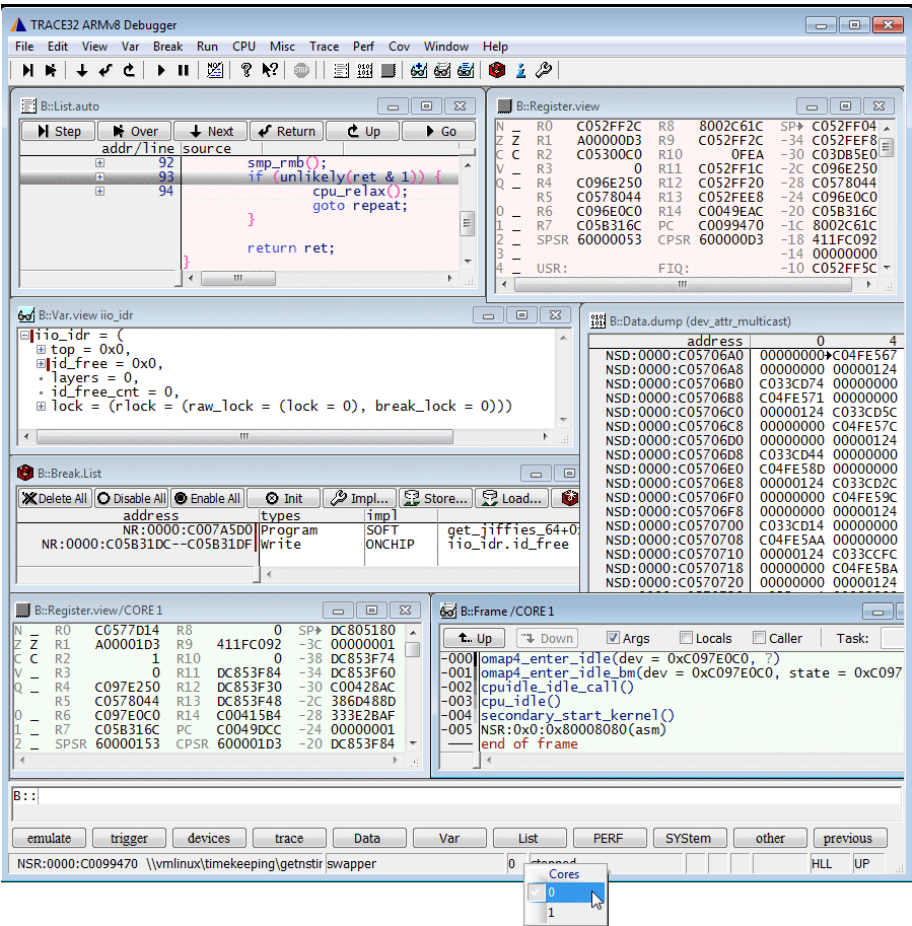 TRACE32 ARMv8 Debugger
File Edit View Var Break Run CPU Misc Trace Perf Cov Window Help
B::List.auto
Step Over Next Return Up Go
addr/line source
92 smp_rmb();
93 if (unlikely(ret & 1)) {
94 cpu_relax();
goto repeat;
}
return ret;
}
B::Register.view
N _ R0 C052FF2C R8 8002C61C SP> C052FF04
Z Z R1 A00000D3 R9 C052FF2C -34 C052FEF8
C C R2 C05300C0 R10 0FEA -30 C03DB5E0
V _ R3 0 R11 C052FF1C -2C C096E250
Q _ R4 C096E250 R12 C052FF20 -28 C0578044
R5 C0578044 R13 C052FEE8 -24 C096E0C0
0 _ R6 C096E0C0 R14 C0049EAC -20 C05B316C
1 _ R7 C05B316C PC C0099470 -1C 8002C61C
2 _ SPSR 60000053 CPSR 600000D3 -18 411FC092
3 _ -14 00000000
4 _ USR: FIQ: -10 C052FF5C
B::Var.view iio_idr
iio_idr = (
top = 0x0,
id_free = 0x0,
layers = 0,
id_free_cnt = 0,
lock = (rlock = (raw_lock = (lock = 0), break_lock = 0)))
B::Data.dump (dev_attr_multicast)
address 0 4
NSD:0000:C05706A0 00000000 C04FE567
NSD:0000:C05706A8 00000000 00000124
NSD:0000:C05706B0 C033CD74 00000000
NSD:0000:C05706B8 C04FE571 00000000
NSD:0000:C05706C0 00000124 C033CD5C
NSD:0000:C05706C8 00000000 C04FE57C
NSD:0000:C05706D0 00000000 00000124
NSD:0000:C05706D8 C033CD44 00000000
NSD:0000:C05706E0 C04FE58D 00000000
NSD:0000:C05706E8 00000124 C033CD2C
NSD:0000:C05706F0 00000000 C04FE59C
NSD:0000:C05706F8 00000000 00000124
NSD:0000:C0570700 C033CD14 00000000
NSD:0000:C0570708 C04FE5AA 00000000
NSD:0000:C0570710 00000124 C033CCFC
NSD:0000:C0570718 00000000 C04FE5BA
NSD:0000:C0570720 00000000 00000124
B::Break.List
Delete All Disable All Enable All Init Impl... Store... Load...
address types impl
NR:0000:C007A5D0 Program SOFT get_jiffies_64+0
NR:0000:C05B31DC--C05B31DF Write ONCHIP iio_idr.id_free
B::Register.view/CORE 1
N _ R0 CG577D14 R8 0 SP> DC805180
Z Z R1 A00001D3 R9 411FC092 -3C 00000001
C C R2 1 R10 0 -38 DC853F74
V _ R3 0 R11 DC853F84 -34 DC853F60
Q _ R4 C097E250 R12 DC853F30 -30 C00428AC
R5 C0578044 R13 DC853F48 -2C 386D488D
0 _ R6 C097E0C0 R14 C00415B4 -28 333E2BAF
1 _ R7 C05B316C PC C0049DCC -24 00000001
2 _ SPSR 60000153 CPSR 600001D3 -20 DC853F84
B::Frame /CORE 1
Up Down Args Locals Caller Task:
-000 omap4_enter_idle(dev = 0xC097E0C0, ?)
-001 omap4_enter_idle_bm(dev = 0xC097E0C0, state = 0xC097
-002 cpuidle_idle_call()
-003 cpu_idle()
-004 secondary_start_kernel()
-005 NSR:0x0:0x80008080(asm)
end of frame
B::
emulate trigger devices trace Data Var List PERF SYStem other previous
NSR:0000:C0099470 \\vmlinux\timekeeping\getnstir swapper 0 stopped HLL UP
Cores
0
1